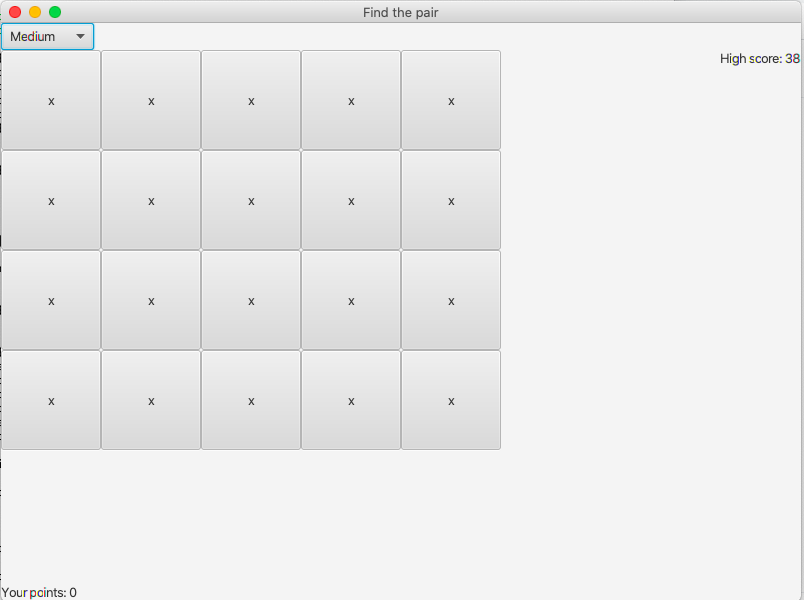 Find the pair
Medium
High score: 38
x x x x x
x x x x x
x x x x x
x x x x x
Your points: 0